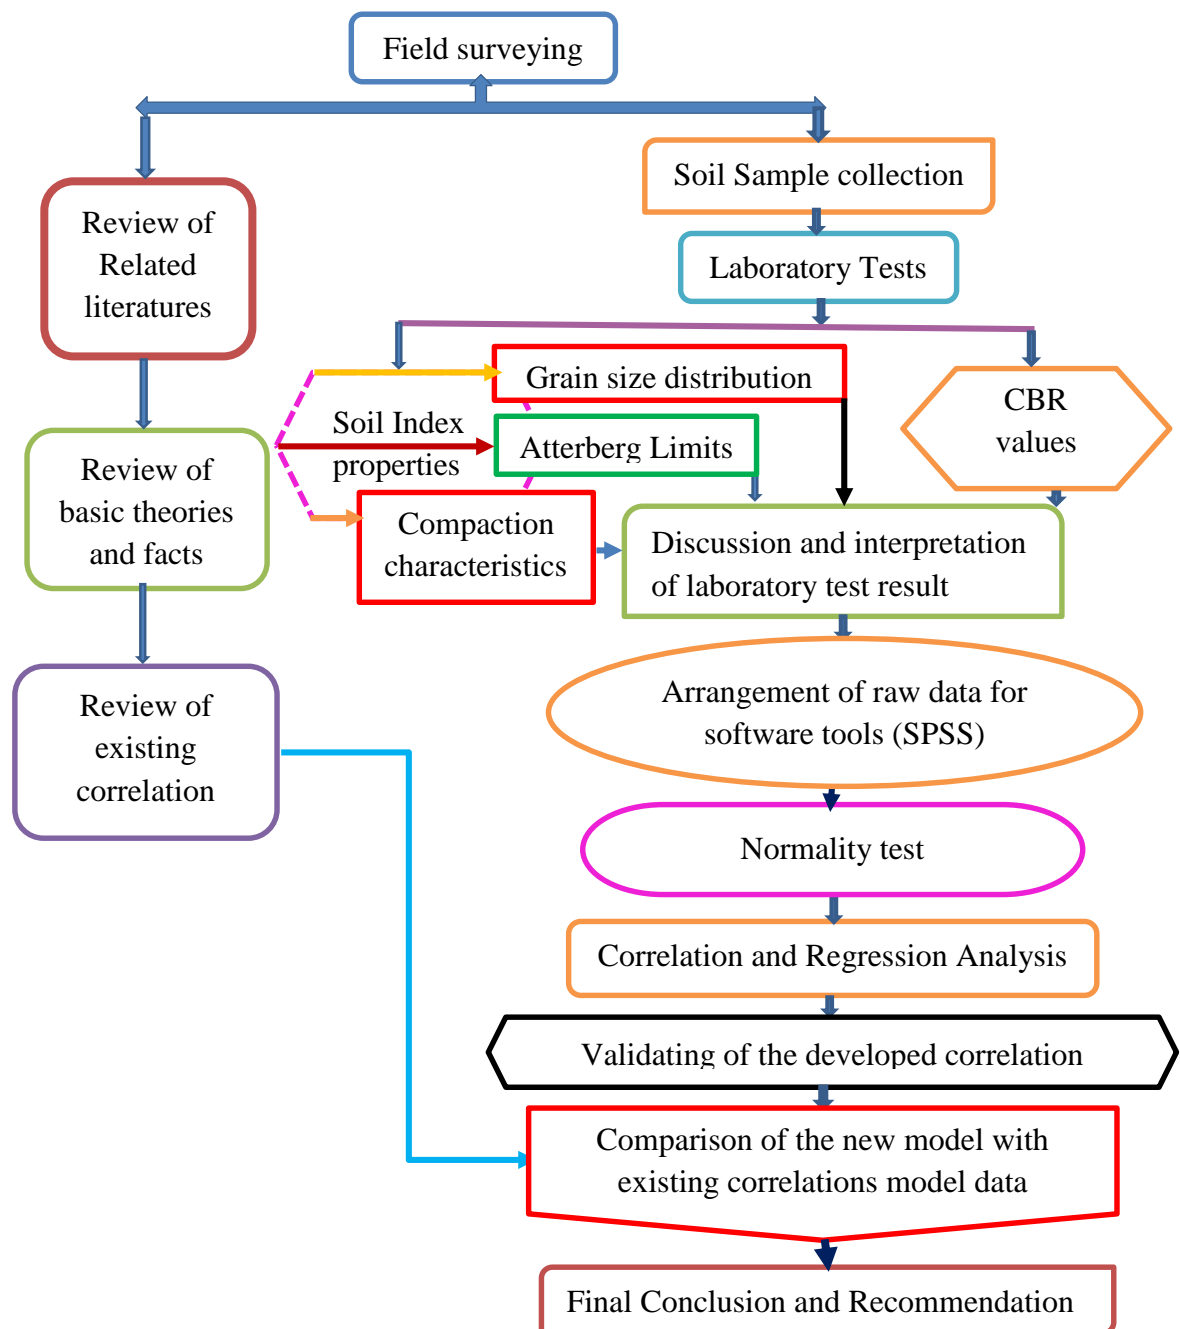 Field surveying
Soil Sample collection
Review of
Related
literatures
Laboratory Tests
Grain size distribution
CBR
values
Soil Index
properties
Atterberg Limits
Review of
basic theories
and facts
Compaction
characteristics
Discussion and interpretation
of laboratory test result
Review of
existing
correlation
Arrangement of raw data for
software tools (SPSS)
Normality test
Correlation and Regression Analysis
Validating of the developed correlation
Comparison of the new model with
existing correlations model data
Final Conclusion and Recommendation